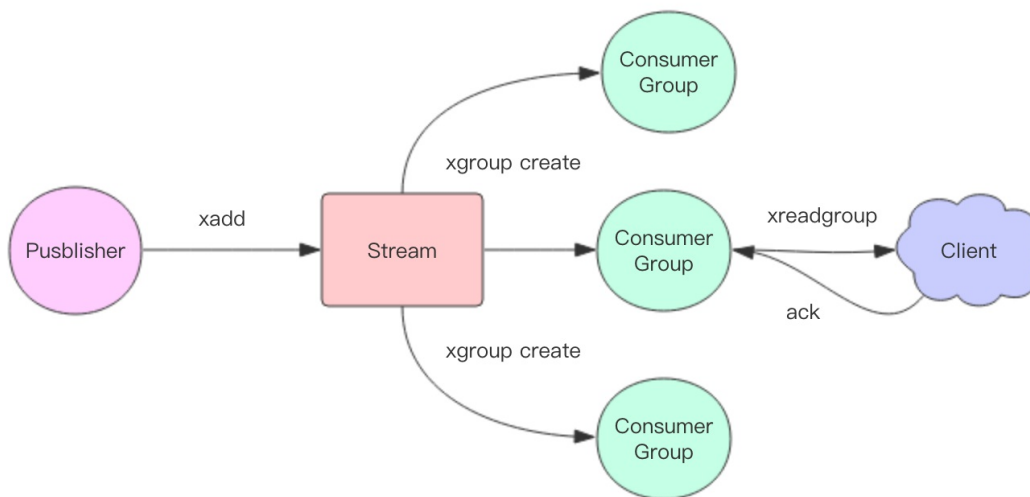 Consumer
Group
xgroup create
Pusblisher
xadd
Stream
Consumer
Group
xreadgroup
Client
ack
xgroup create
Consumer
Group